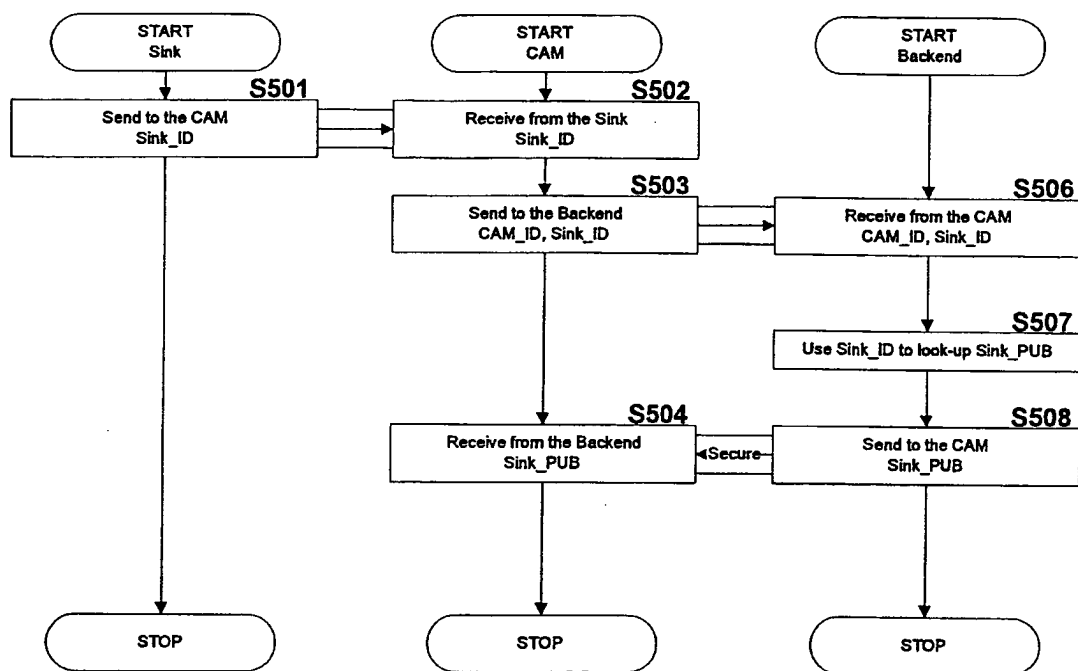 START
Sink
START
CAM
START
Backend
S501
Send to the CAM
Sink_ID
S502
Receive from the Sink
Sink_ID
S503
Send to the Backend
CAM_ID, Sink_ID
S506
Receive from the CAM
CAM_ID, Sink_ID
S507
Use Sink_ID to look-up Sink_PUB
S504
Receive from the Backend
Sink_PUB
Secure
S508
Send to the CAM
Sink_PUB
STOP
STOP
STOP